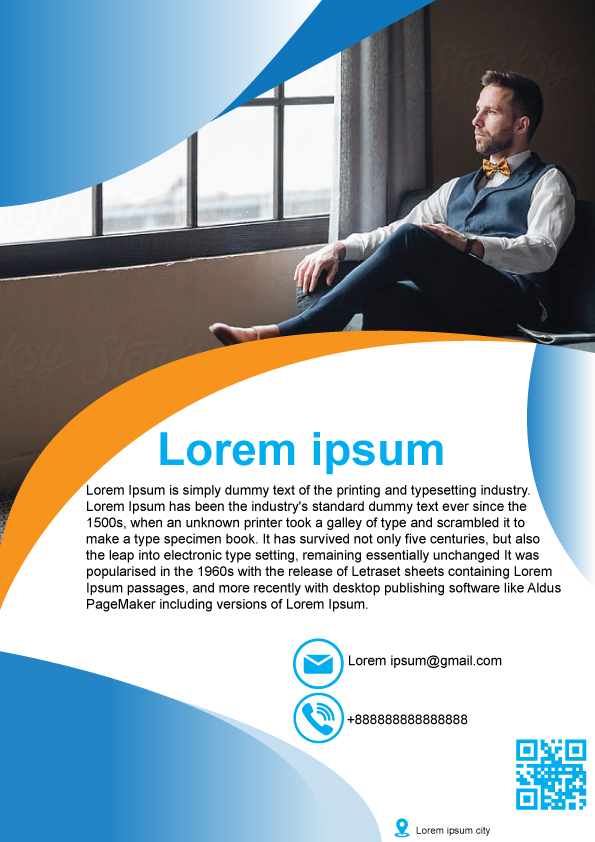 Lorem ipsum
Lorem Ipsum is simply dummy text of the printing and typesetting industry.
Lorem Ipsum has been the industry's standard dummy text ever since the
1500s, when an unknown printer took a galley of type and scrambled it to
make a type specimen book. It has survived not only five centuries, but also
the leap into electronic type setting, remaining essentially unchanged It was
popularised in the 1960s with the release of Letraset sheets containing Lorem
Ipsum passages, and more recently with desktop publishing software like Aldus
PageMaker including versions of Lorem Ipsum.
Lorem ipsum@gmail.com
+888888888888888
Lorem ipsum city